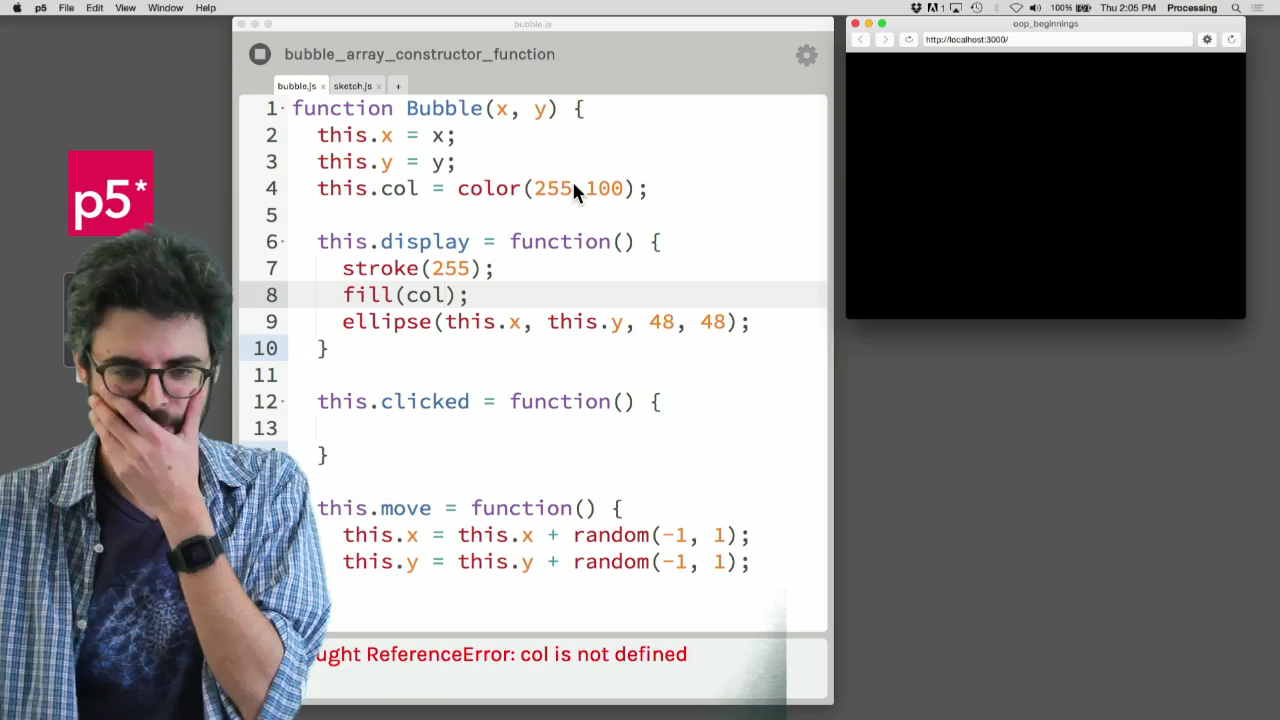 p5 File Edit View Window Help
1 100% Thu 2:05 PM Processing
bubble.js
oop_beginnings
http://localhost:3000/
bubble_array_constructor_function
bubble.js x sketch.js x +
p5*
1 function Bubble(x, y) {
2 this.x = x;
3 this.y = y;
4 this.col = color(255 100);
5
6 this.display = function() {
7 stroke(255);
8 fill(col);
9 ellipse(this.x, this.y, 48, 48);
10 }
11
12 this.clicked = function() {
13
}
this.move = function() {
this.x = this.x + random(-1, 1);
this.y = this.y + random(-1, 1);
ught ReferenceError: col is not defined